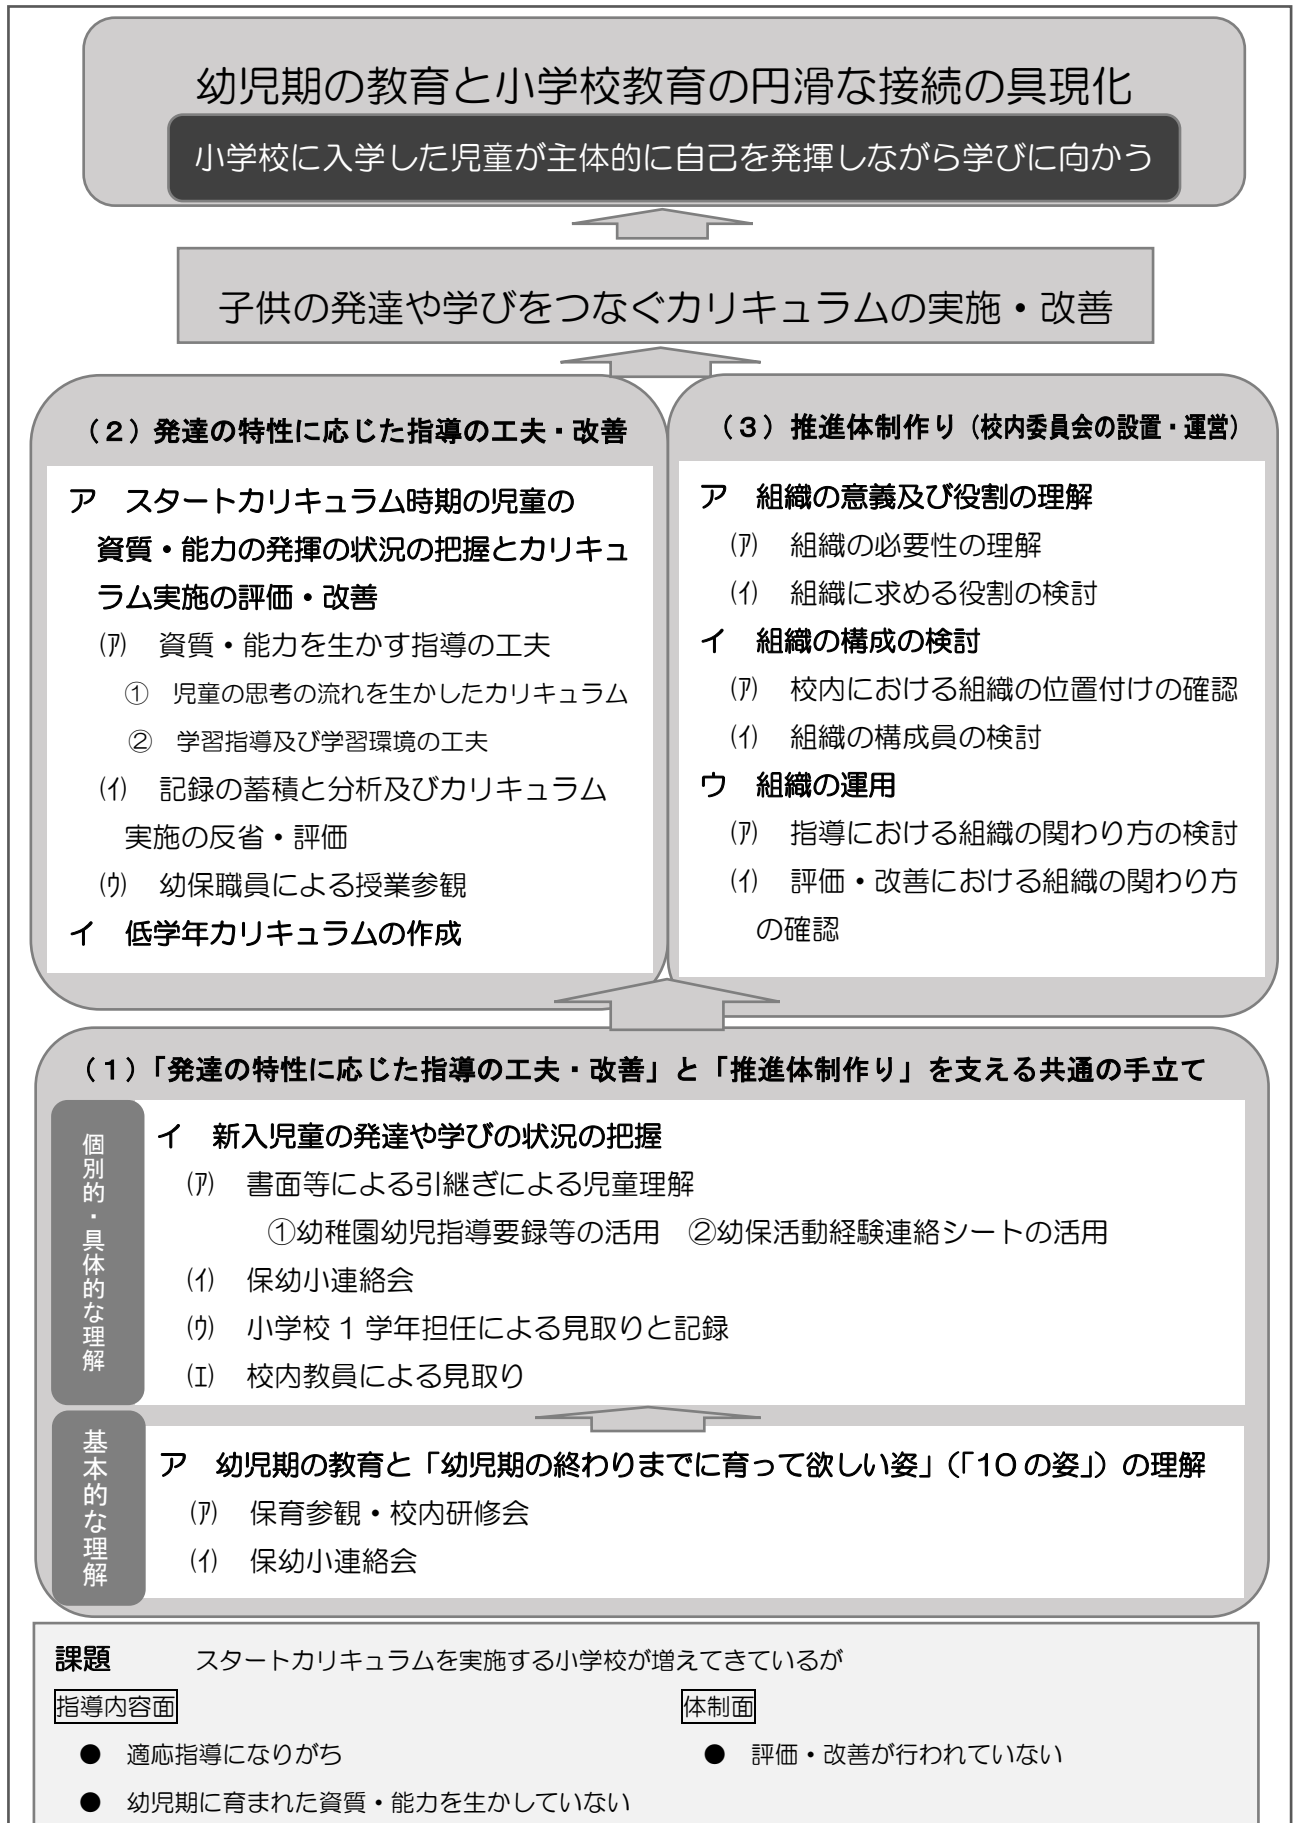 幼児期の教育と小学校教育の円滑な接続の具現化
小学校に入学した児童が主体的に自己を発揮しながら学びに向かう
子供の発達や学びをつなぐカリキュラムの実施・改善
（２）発達の特性に応じた指導の工夫・改善
ア　スタートカリキュラム時期の児童の
資質・能力の発揮の状況の把握とカリキュ
ラム実施の評価・改善
(ｱ)　資質・能力を生かす指導の工夫
①　児童の思考の流れを生かしたカリキュラム
②　学習指導及び学習環境の工夫
(ｲ)　記録の蓄積と分析及びカリキュラム
実施の反省・評価
(ｳ)　幼保職員による授業参観
イ　低学年カリキュラムの作成
（３）推進体制作り（校内委員会の設置・運営）
ア　組織の意義及び役割の理解
(ｱ)　組織の必要性の理解
(ｲ)　組織に求める役割の検討
イ　組織の構成の検討
(ｱ)　校内における組織の位置付けの確認
(ｲ)　組織の構成員の検討
ウ　組織の運用
(ｱ)　指導における組織の関わり方の検討
(ｲ)　評価・改善における組織の関わり方
の確認
（１）「発達の特性に応じた指導の工夫・改善」と「推進体制作り」を支える共通の手立て
個別的・具体的な理解
イ　新入児童の発達や学びの状況の把握
(ｱ)　書面等による引継ぎによる児童理解
①幼稚園幼児指導要録等の活用　②幼保活動経験連絡シートの活用
(ｲ)　保幼小連絡会
(ｳ)　小学校１学年担任による見取りと記録
(ｴ)　校内教員による見取り
基本的な理解
ア　幼児期の教育と「幼児期の終わりまでに育って欲しい姿」（「10の姿」）の理解
(ｱ)　保育参観・校内研修会
(ｲ)　保幼小連絡会
課題　スタートカリキュラムを実施する小学校が増えてきているが
指導内容面
●　適応指導になりがち
●　幼児期に育まれた資質・能力を生かしていない
体制面
●　評価・改善が行われていない